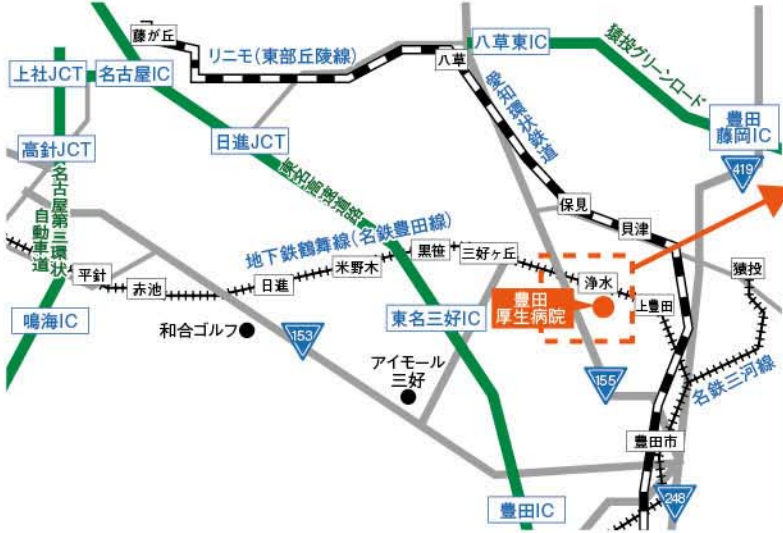 藤が丘
リニモ(東部丘陵線)
八草
八草東IC
猿投グリーンロード
上社JCT
名古屋IC
愛知環状鉄道
豊田
藤岡IC
高針JCT
日進JCT
419
名古屋第三環状
自動車道
東名高速道路
保見
貝津
地下鉄鶴舞線(名鉄豊田線)
平針
赤池
日進
米野木
黒笹
三好ヶ丘
浄水
猿投
上豊田
豊田
厚生病院
鳴海IC
和合ゴルフ
153
東名三好IC
アイモール
三好
155
名鉄三河線
豊田市
豊田IC
248